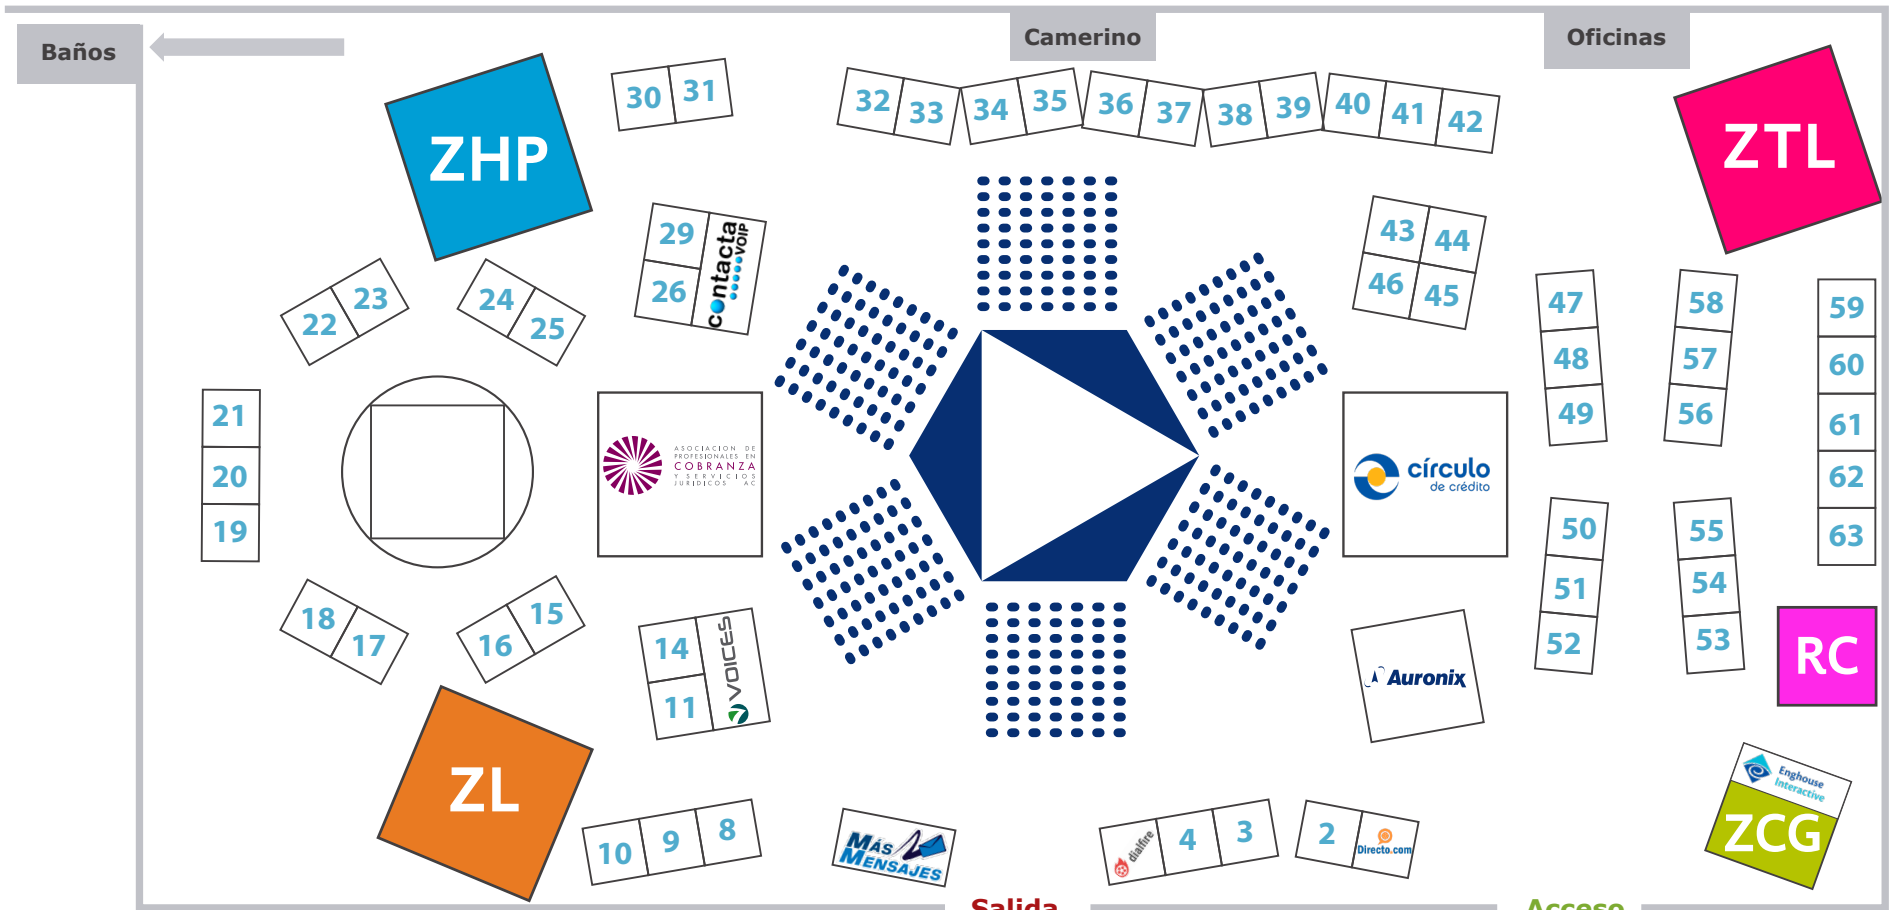 Baños
Camerino
Oficinas
ZHP
30
31
32
33
34
35
36
37
38
39
40
41
42
ZTL
29
26
contacta
VOIP
43
44
46
45
22
23
24
25
47
48
49
58
57
56
59
60
61
62
63
21
20
19
ASOCIACION DE
PROFESIONALES EN
COBRANZA
Y SERVICIOS
JURIDICOS AC
círculo
de crédito
50
51
52
55
54
53
18
17
16
15
14
11
VOICES
Auronix
RC
ZL
10
9
8
MÁS
MENSAJES
dialfire
4
3
2
Directo.com
Enghouse
Interactive
ZCG
Salida
Acceso